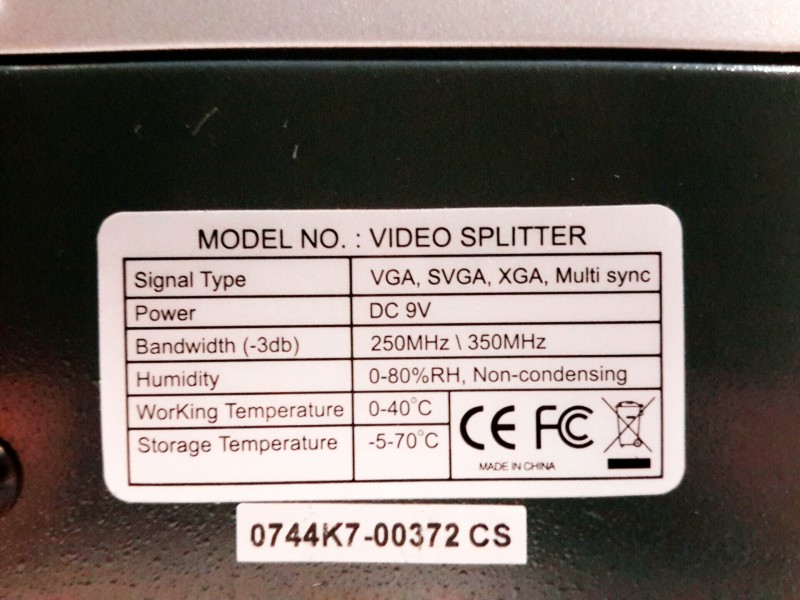 MODEL NO. : VIDEO SPLITTER
Signal Type VGA, SVGA, XGA, Multi sync
Power DC 9V
Bandwidth (-3db) 250MHz \ 350MHz
Humidity 0-80%RH, Non-condensing
WorKing Temperature 0-40°C
Storage Temperature -5-70°C
CE FC
MADE IN CHINA
0744K7-00372 CS